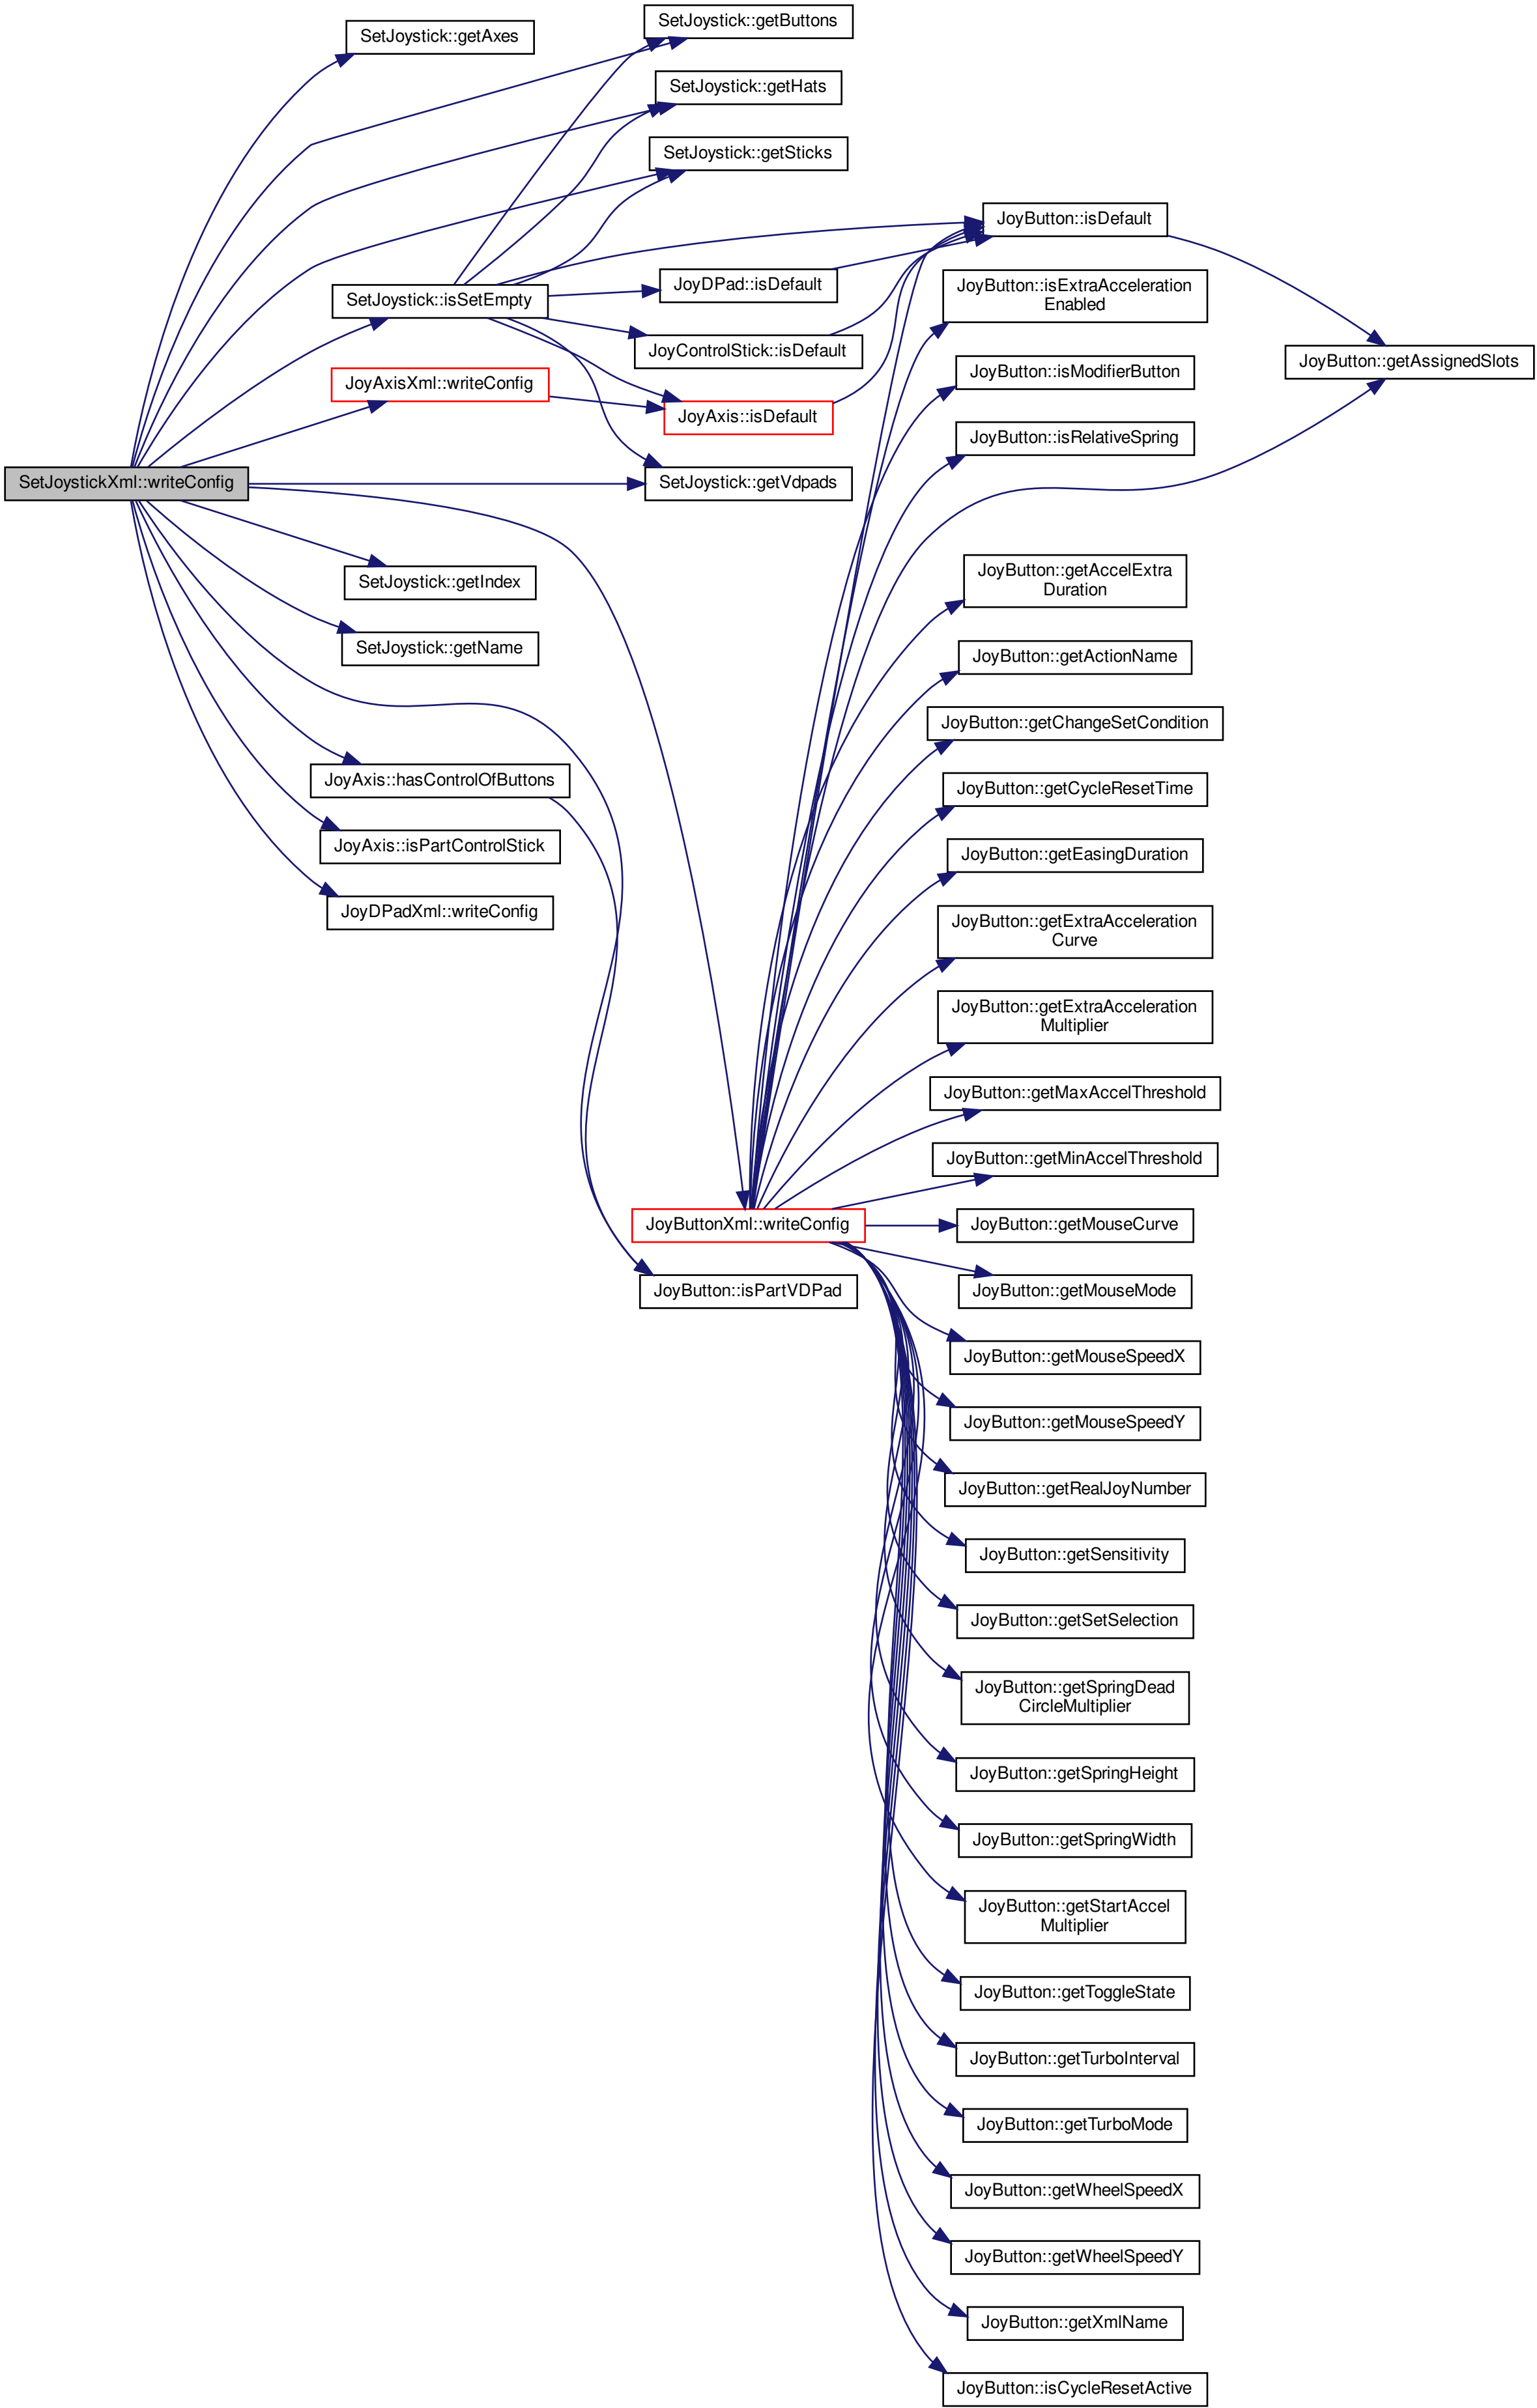 SetJoystick::getButtons
SetJoystick::getAxes
SetJoystick::getHats
SetJoystick::getSticks
JoyButton::isDefault
JoyDPad::isDefault
JoyButton::isExtraAcceleration
Enabled
SetJoystick::isSetEmpty
JoyControlStick::isDefault
JoyButton::getAssignedSlots
JoyButton::isModifierButton
JoyAxisXml::writeConfig
JoyAxis::isDefault
JoyButton::isRelativeSpring
SetJoystickXml::writeConfig
SetJoystick::getVdpads
SetJoystick::getIndex
JoyButton::getAccelExtra
Duration
SetJoystick::getName
JoyButton::getActionName
JoyButton::getChangeSetCondition
JoyAxis::hasControlOfButtons
JoyButton::getCycleResetTime
JoyAxis::isPartControlStick
JoyButton::getEasingDuration
JoyDPadXml::writeConfig
JoyButton::getExtraAcceleration
Curve
JoyButton::getExtraAcceleration
Multiplier
JoyButton::getMaxAccelThreshold
JoyButton::getMinAccelThreshold
JoyButtonXml::writeConfig
JoyButton::getMouseCurve
JoyButton::isPartVDPad
JoyButton::getMouseMode
JoyButton::getMouseSpeedX
JoyButton::getMouseSpeedY
JoyButton::getRealJoyNumber
JoyButton::getSensitivity
JoyButton::getSetSelection
JoyButton::getSpringDead
CircleMultiplier
JoyButton::getSpringHeight
JoyButton::getSpringWidth
JoyButton::getStartAccel
Multiplier
JoyButton::getToggleState
JoyButton::getTurboInterval
JoyButton::getTurboMode
JoyButton::getWheelSpeedX
JoyButton::getWheelSpeedY
JoyButton::getXmlName
JoyButton::isCycleResetActive